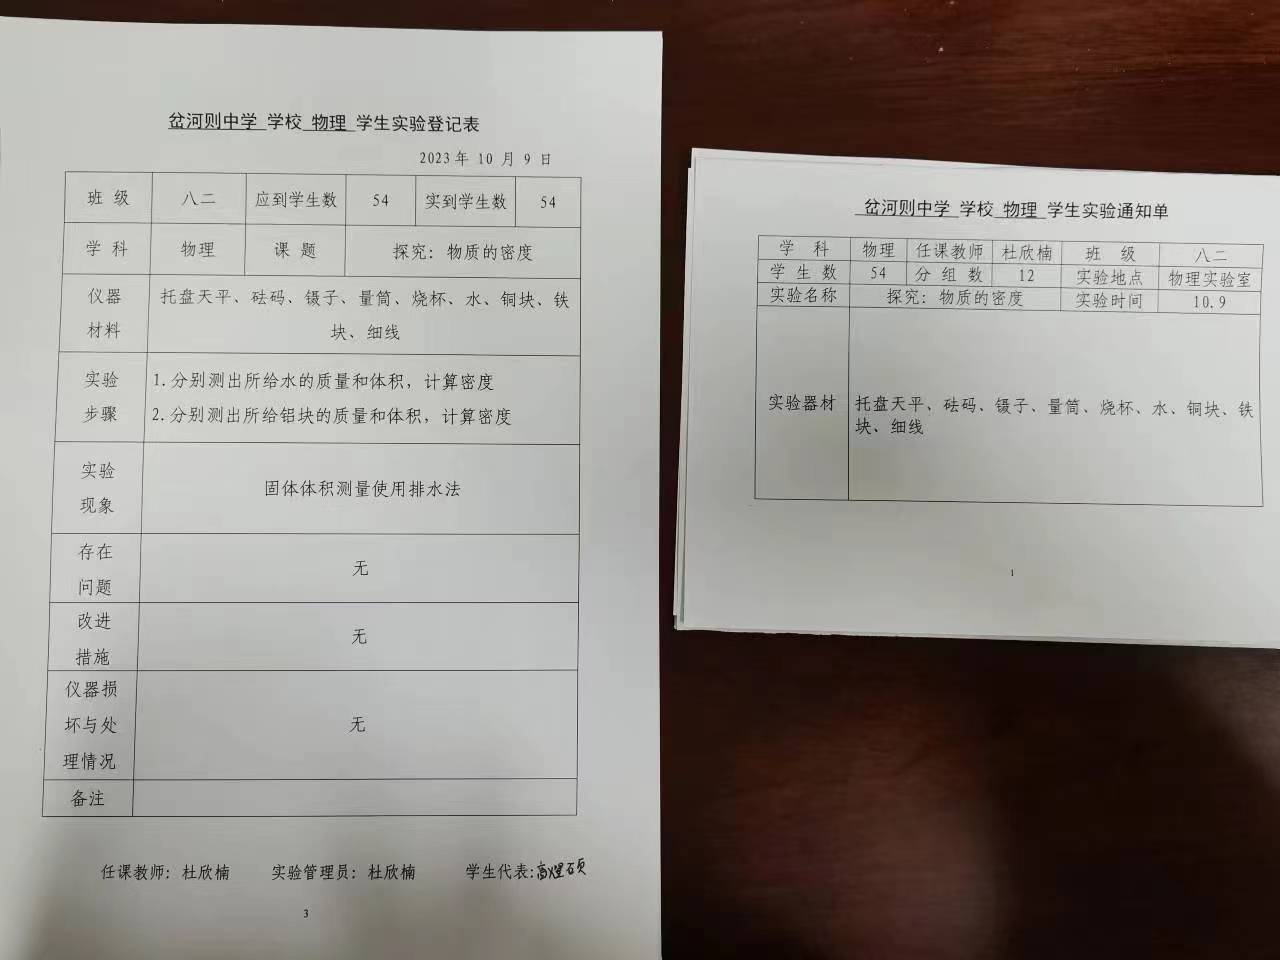 岔河则中学 学校 物理 学生实验登记表
2023年 10 月 9 日
班 级 八二 应到学生数 54 实到学生数 54
学 科 物理 课 题 探究：物质的密度
仪器材料 托盘天平、砝码、镊子、量筒、烧杯、水、铜块、铁
块、细线
实验步骤 1.分别测出所给水的质量和体积，计算密度
2.分别测出所给铝块的质量和体积，计算密度
实验现象 固体体积测量使用排水法
存在问题 无
改进措施 无
仪器损坏与处理情况 无
备注
任课教师：杜欣楠 实验管理员：杜欣楠 学生代表：高煜硕
3
岔河则中学 学校 物理 学生实验通知单
学 科 物理 任课教师 杜欣楠 班 级 八二
学 生 数 54 分 组 数 12 实验地点 物理实验室
实验名称 探究：物质的密度 实验时间 10.9
实验器材 托盘天平、砝码、镊子、量筒、烧杯、水、铜块、铁
块、细线
1